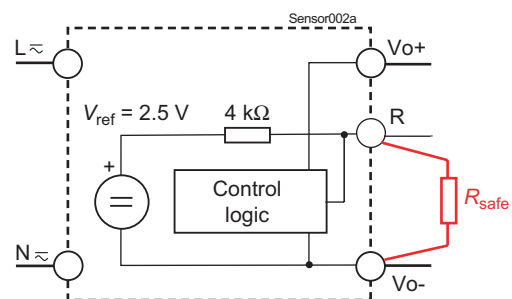 Sensor002a
L ⎓
Vo+
Vref = 2.5 V
4 kΩ
R
+
Control
logic
Rsafe
N ⎓
Vo-